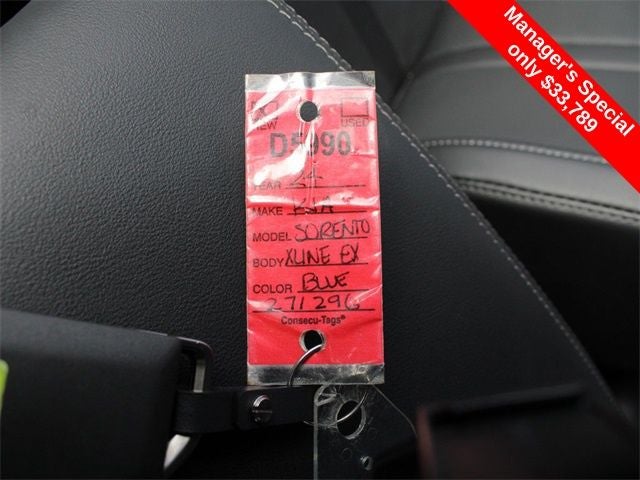 Manager's Special
only $33,789
NEW USED
D5090
YEAR 24
MAKE KIA
MODEL SORENTO
BODY XLINE EX
COLOR BLUE
271296
Consecu-Tags®